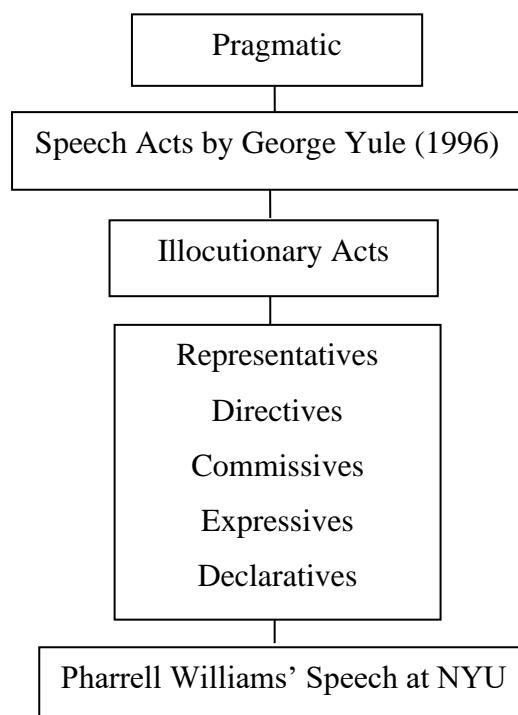 Pragmatic
Speech Acts by George Yule (1996)
Illocutionary Acts
Representatives
Directives
Commissives
Expressives
Declaratives
Pharrell Williams’ Speech at NYU